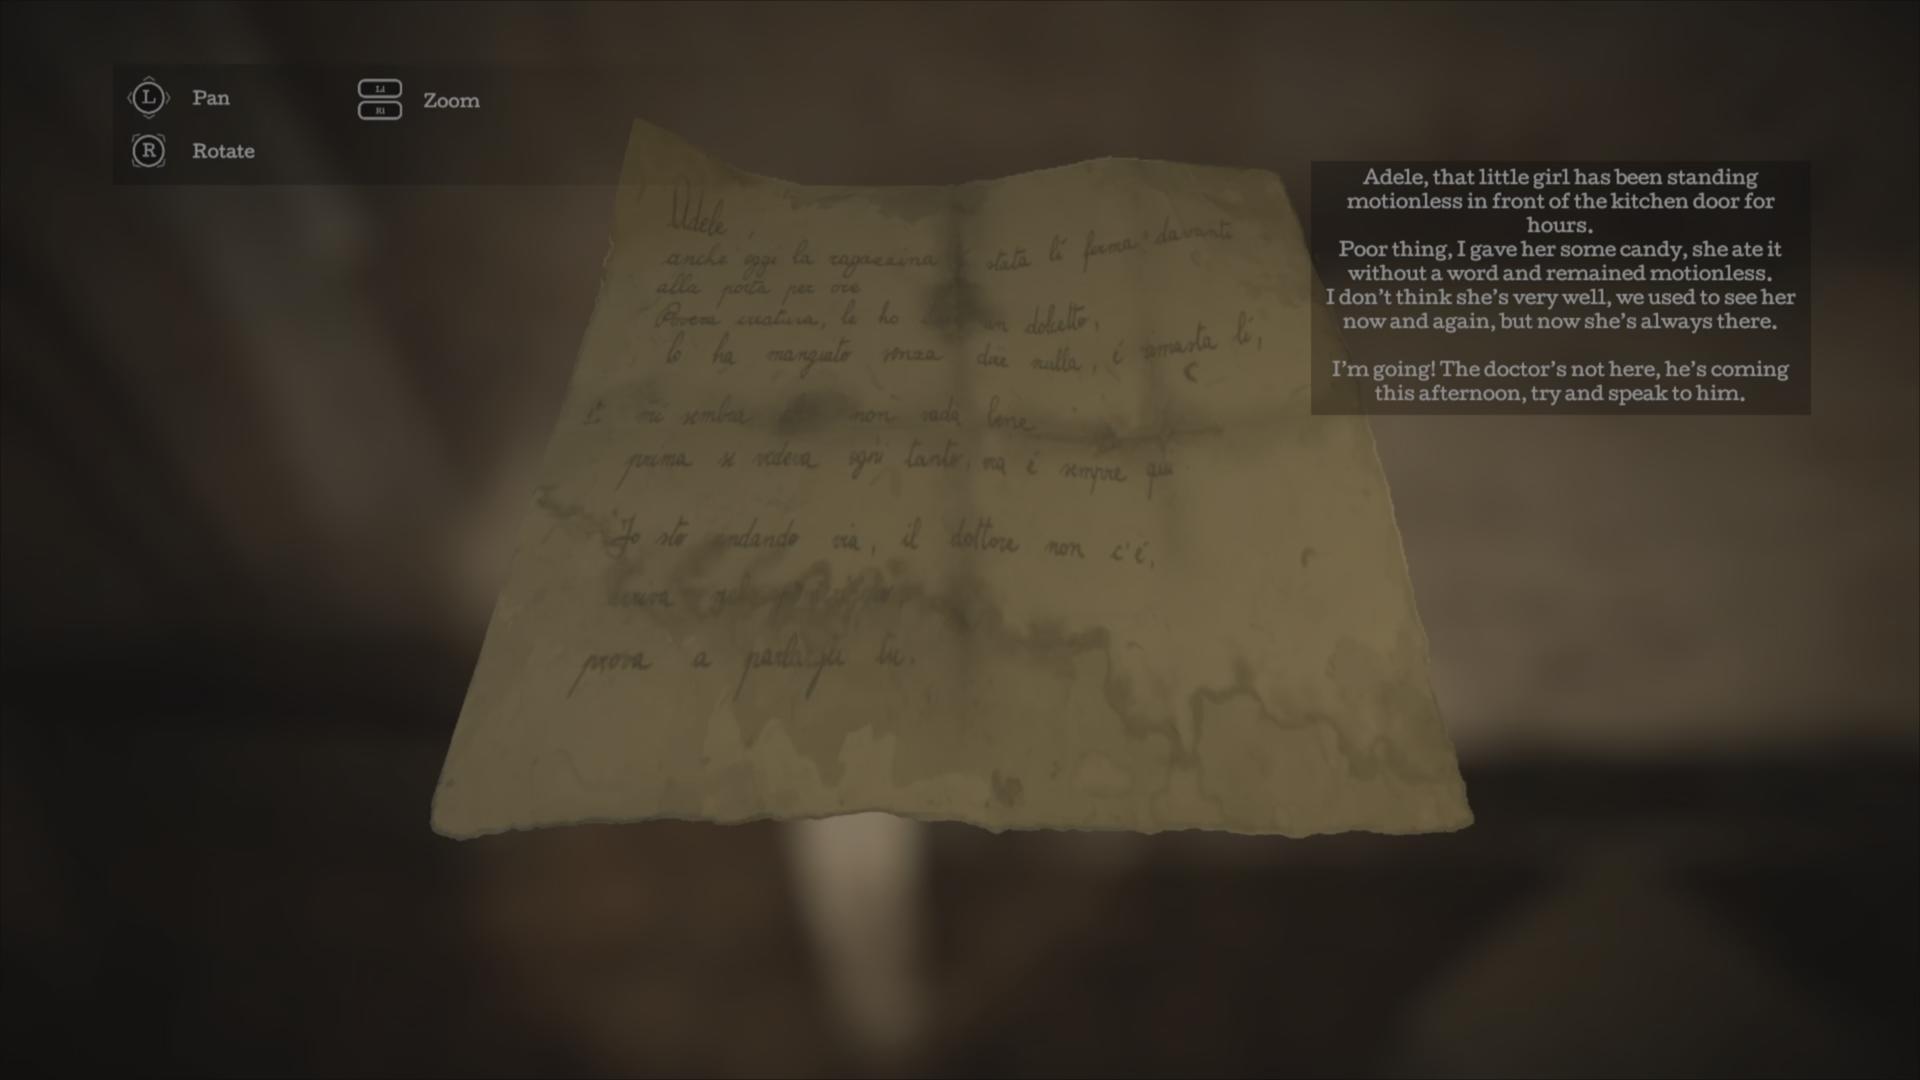 L Pan
L1 R1 Zoom
R Rotate
Adele, that little girl has been standing
motionless in front of the kitchen door for
hours.
Poor thing, I gave her some candy, she ate it
without a word and remained motionless.
I don't think she's very well, we used to see her
now and again, but now she's always there.
I'm going! The doctor's not here, he's coming
this afternoon, try and speak to him.
Adele,
anche oggi la ragazzina stata lí ferma davanti
alla porta per ore
Povera creatura, le ho un dolcetto,
lo ha mangiato senza dire nulla, é rimasta lí,
mi sembra non vada bene
prima si vedeva ogni tanto, ora é sempre qui
Io sto andando via, il dottore non c'é,
arriva
prova a parlargli tu.